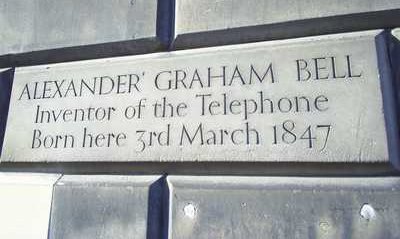 ALEXANDER' GRAHAM BELL
Inventor of the Telephone
Born here 3rd March 1847